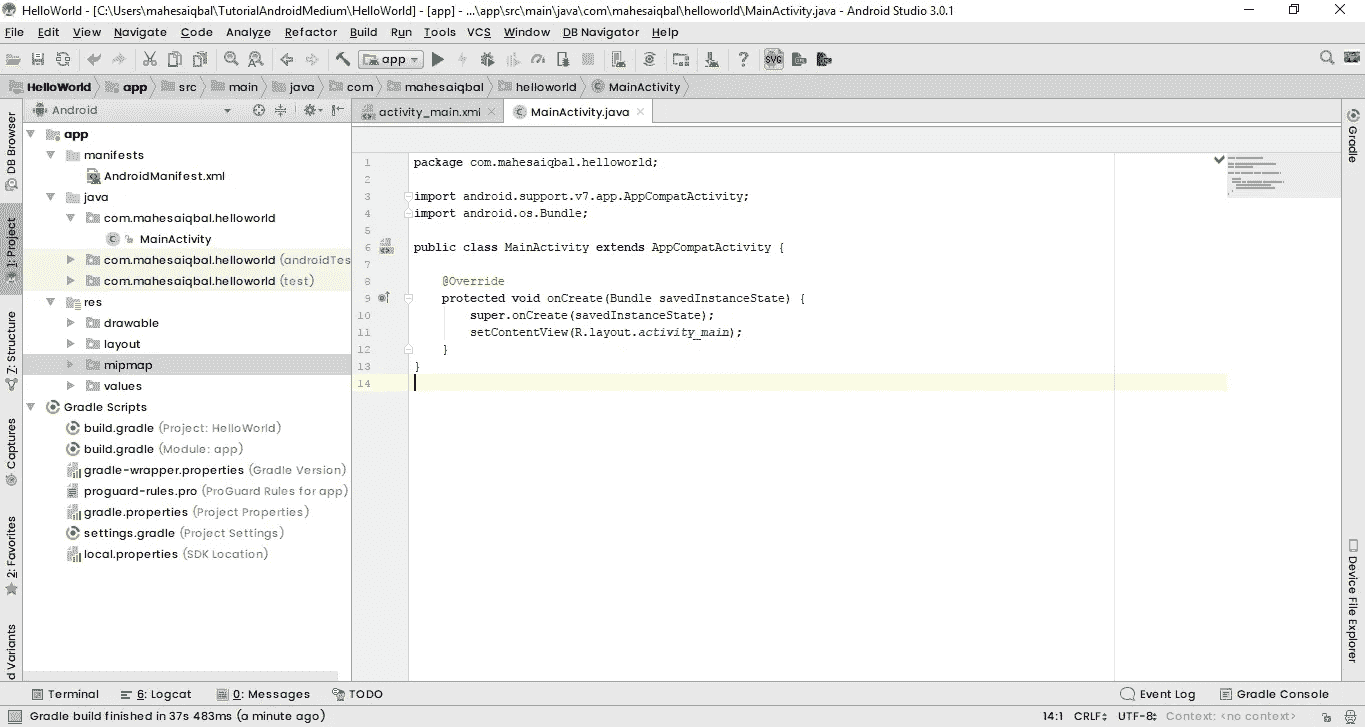 HelloWorld - [C:\Users\mahesaiqbal\TutorialAndroidMedium\HelloWorld] - [app] - ...\app\src\main\java\com\mahesaiqbal\helloworld\MainActivity.java - Android Studio 3.0.1
File Edit View Navigate Code Analyze Refactor Build Run Tools VCS Window DB Navigator Help
app
SVG
HelloWorld app src main java com mahesaiqbal helloworld MainActivity
Android
activity_main.xml MainActivity.java
app
manifests
AndroidManifest.xml
java
com.mahesaiqbal.helloworld
MainActivity
com.mahesaiqbal.helloworld (androidTes
com.mahesaiqbal.helloworld (test)
res
drawable
layout
mipmap
values
Gradle Scripts
build.gradle (Project: HelloWorld)
build.gradle (Module: app)
gradle-wrapper.properties (Gradle Version)
proguard-rules.pro (ProGuard Rules for app)
gradle.properties (Project Properties)
settings.gradle (Project Settings)
local.properties (SDK Location)
DB Browser
1: Project
7: Structure
Captures
2: Favorites
d Variants
1 package com.mahesaiqbal.helloworld;
2
3 import android.support.v7.app.AppCompatActivity;
4 import android.os.Bundle;
5
6 public class MainActivity extends AppCompatActivity {
7
8 @Override
9 protected void onCreate(Bundle savedInstanceState) {
10 super.onCreate(savedInstanceState);
11 setContentView(R.layout.activity_main);
12 }
13 }
14
Gradle
Device File Explorer
Terminal 6: Logcat 0: Messages TODO Event Log Gradle Console
Gradle build finished in 37s 483ms (a minute ago) 14:1 CRLF UTF-8 Context: <no context>